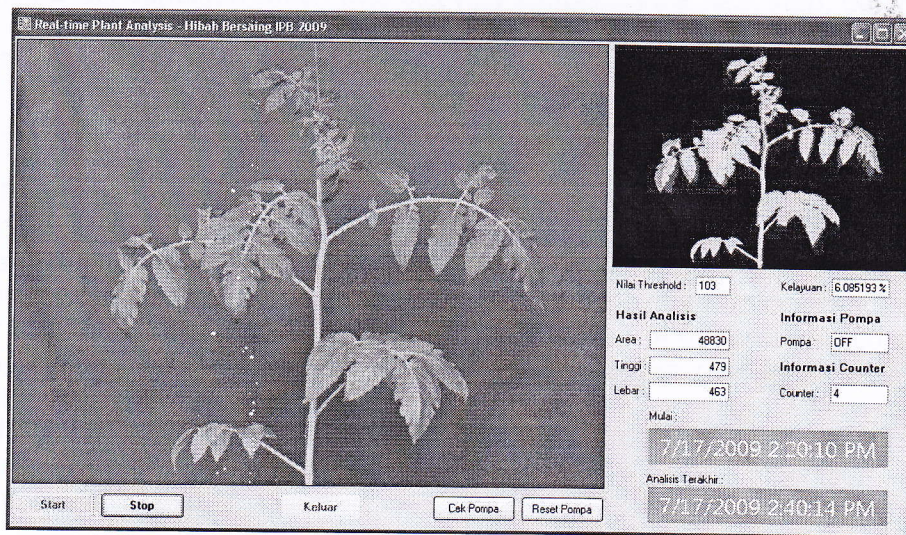 Real-time Plant Analysis - Hibah Bersaing IPB 2009
Nilai Threshold : 103
Kelayuan : 6.085193 %
Hasil Analisis
Informasi Pompa
Area : 48830
Pompa OFF
Tinggi : 479
Informasi Counter
Lebar : 463
Counter : 4
Mulai :
7/17/2009 2:20:10 PM
Analisis Terakhir :
7/17/2009 2:40:14 PM
Start Stop Keluar Cek Pompa Reset Pompa